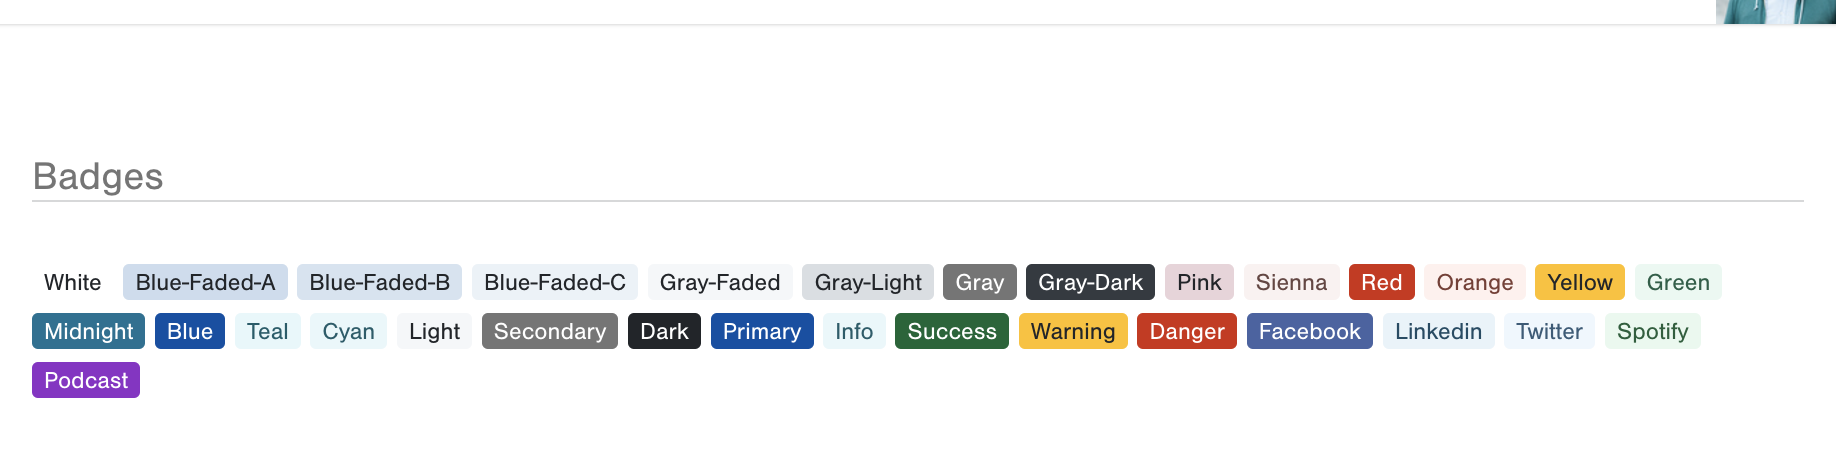 Badges
White Blue-Faded-A Blue-Faded-B Blue-Faded-C Gray-Faded Gray-Light Gray Gray-Dark Pink Sienna Red Orange Yellow Green
Midnight Blue Teal Cyan Light Secondary Dark Primary Info Success Warning Danger Facebook Linkedin Twitter Spotify
Podcast